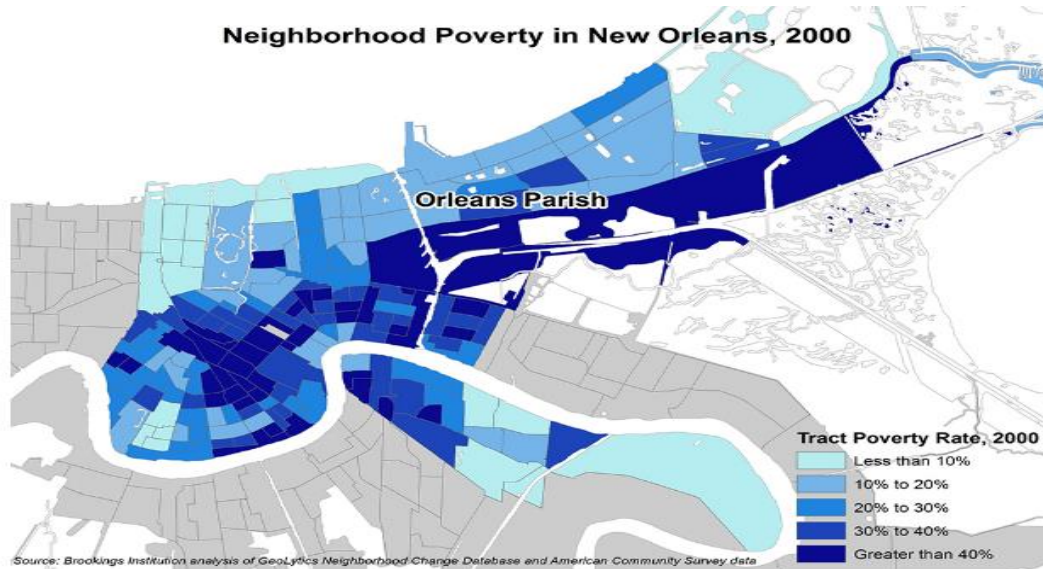 Neighborhood Poverty in New Orleans, 2000
Orleans Parish
Tract Poverty Rate, 2000
Less than 10%
10% to 20%
20% to 30%
30% to 40%
Greater than 40%
Source: Brookings Institution analysis of GeoLytics Neighborhood Change Database and American Community Survey data